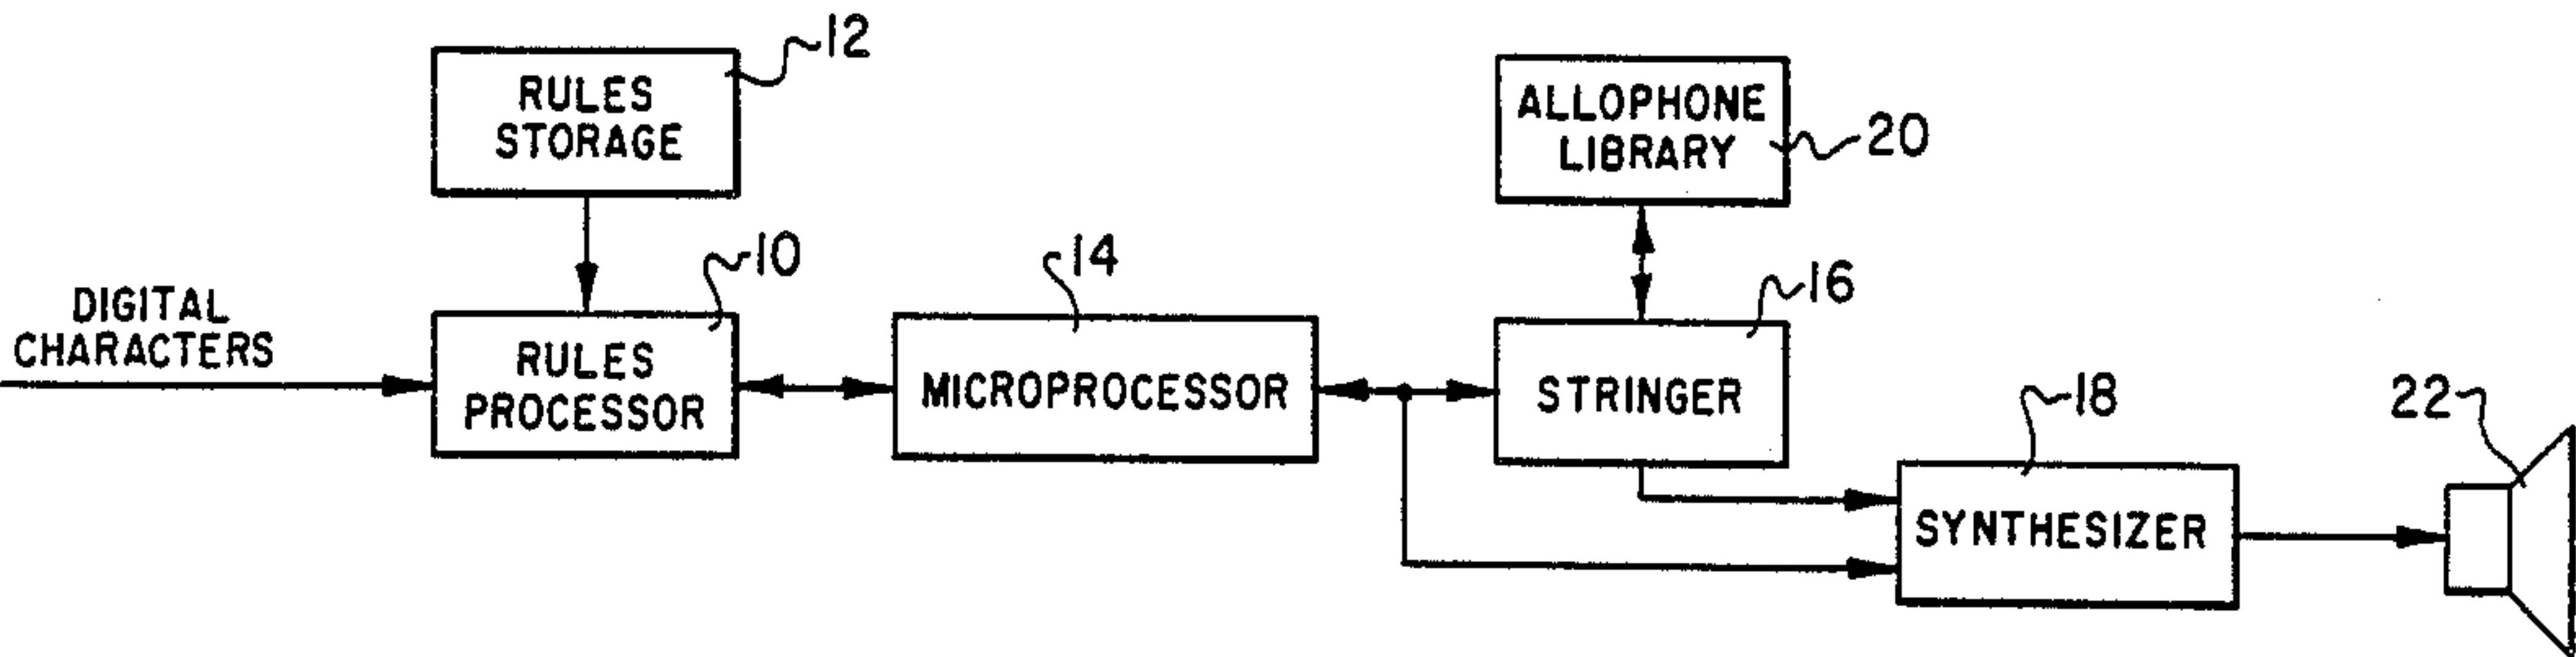 12
RULES
STORAGE
ALLOPHONE
LIBRARY
20
10
14
16
DIGITAL
CHARACTERS
RULES
PROCESSOR
MICROPROCESSOR
STRINGER
18
22
SYNTHESIZER